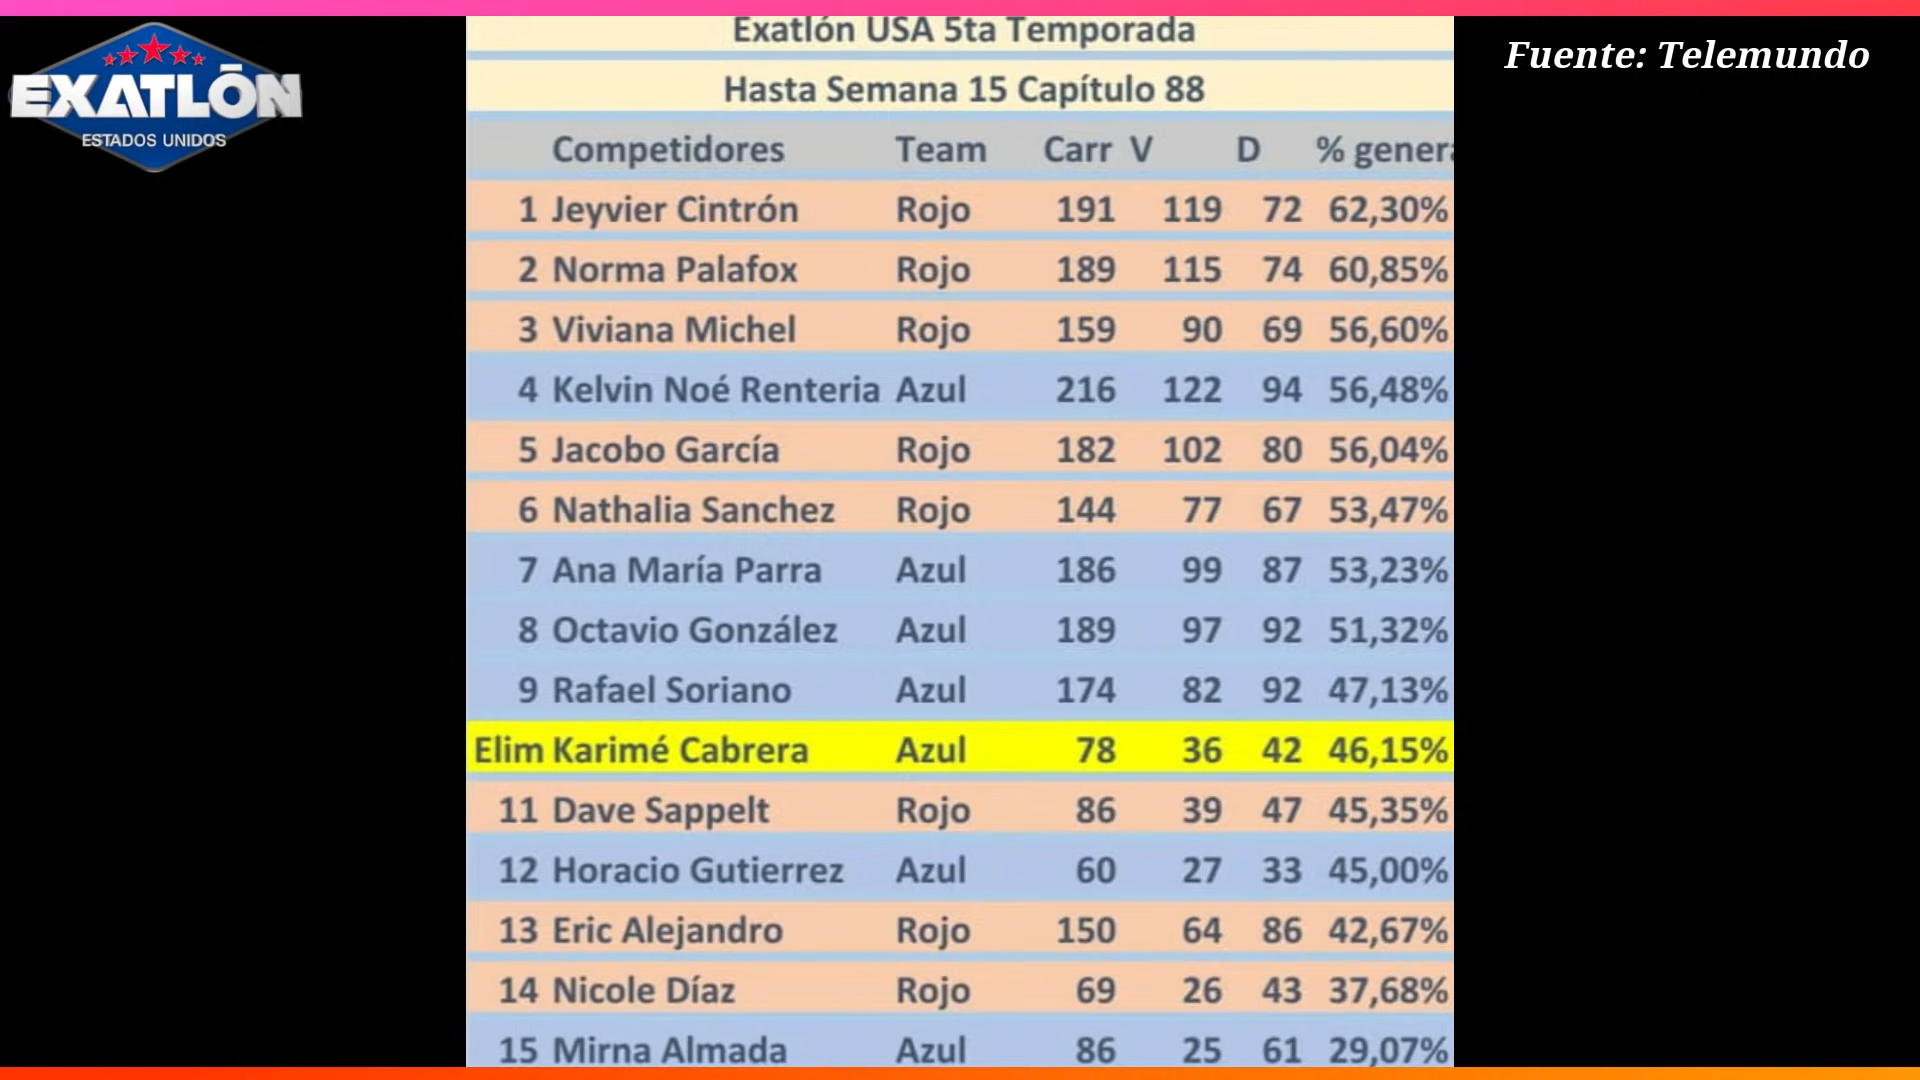 EXATLÓN
ESTADOS UNIDOS
Fuente: Telemundo
Exatlón USA 5ta Temporada
Hasta Semana 15 Capítulo 88
Competidores Team Carr V D % genera
1 Jeyvier Cintrón Rojo 191 119 72 62,30%
2 Norma Palafox Rojo 189 115 74 60,85%
3 Viviana Michel Rojo 159 90 69 56,60%
4 Kelvin Noé Renteria Azul 216 122 94 56,48%
5 Jacobo García Rojo 182 102 80 56,04%
6 Nathalia Sanchez Rojo 144 77 67 53,47%
7 Ana María Parra Azul 186 99 87 53,23%
8 Octavio González Azul 189 97 92 51,32%
9 Rafael Soriano Azul 174 82 92 47,13%
Elim Karimé Cabrera Azul 78 36 42 46,15%
11 Dave Sappelt Rojo 86 39 47 45,35%
12 Horacio Gutierrez Azul 60 27 33 45,00%
13 Eric Alejandro Rojo 150 64 86 42,67%
14 Nicole Díaz Rojo 69 26 43 37,68%
15 Mirna Almada Azul 86 25 61 29,07%